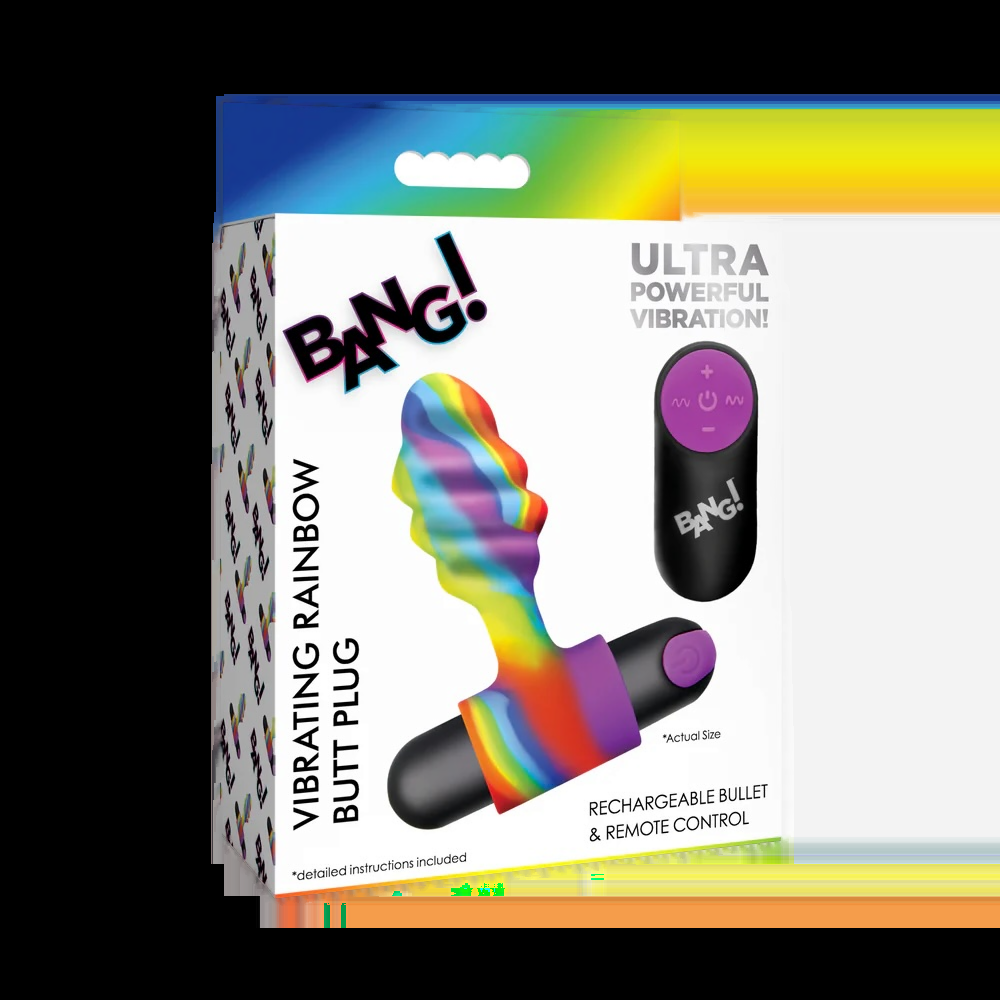 BANG!
ULTRA
POWERFUL
VIBRATION!
BANG!
VIBRATING RAINBOW
BUTT PLUG
*Actual Size
RECHARGEABLE BULLET
& REMOTE CONTROL
*detailed instructions included